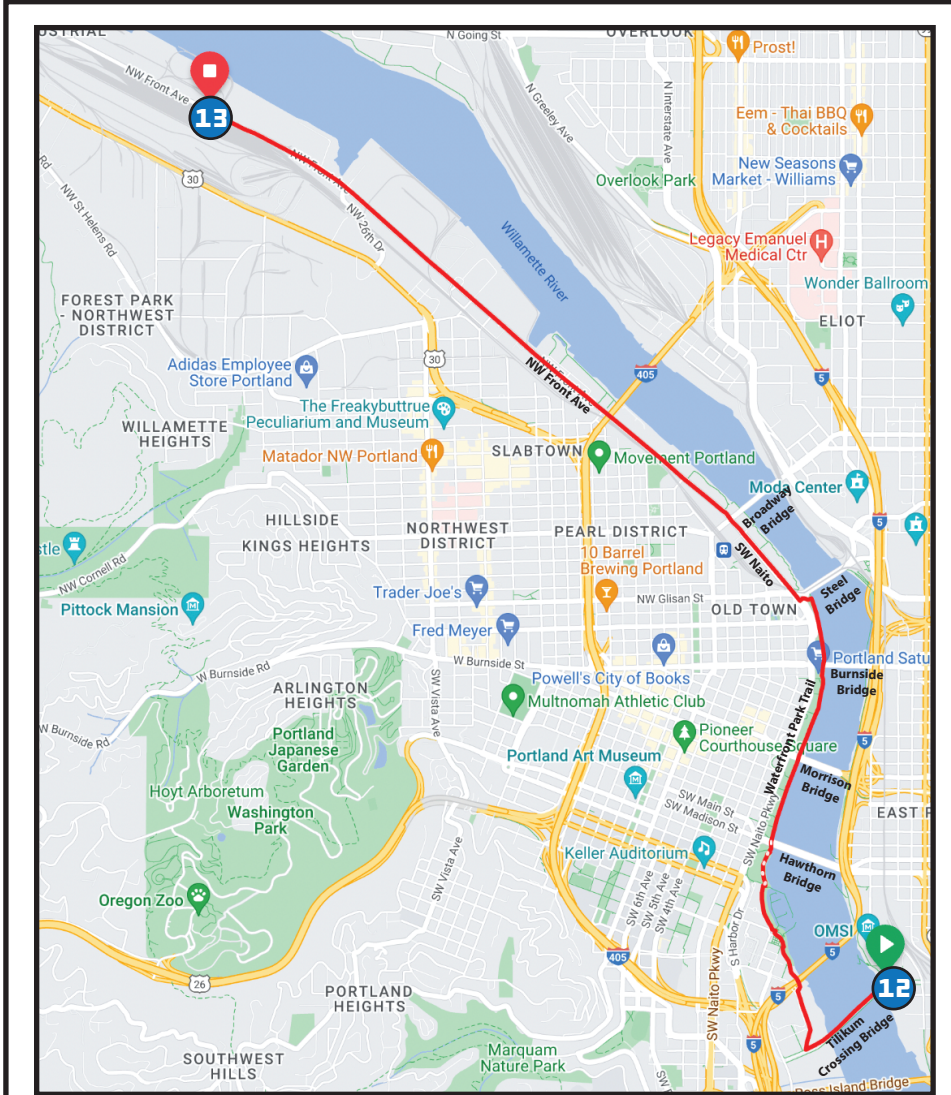 USTRIAL
N Going St
OVERLOOK
Prost!
NW Front Ave
13
N Greeley Ave
N Interstate Ave
Eem - Thai BBQ
& Cocktails
New Seasons
Market - Williams
Overlook Park
NW Front Ave
30
Rd
NW St Helens Rd
NW 26th Dr
Willamette River
Legacy Emanuel
Medical Ctr
Wonder Ballroom
ELIOT
FOREST PARK
- NORTHWEST
DISTRICT
Adidas Employee
Store Portland
30
NW Front Ave
405
5
The Freakybuttrue
Peculiarium and Museum
WILLAMETTE
HEIGHTS
Matador NW Portland
SLABTOWN
Movement Portland
Moda Center
Broadway
Bridge
5
HILLSIDE
KINGS HEIGHTS
NORTHWEST
DISTRICT
PEARL DISTRICT
10 Barrel
Brewing Portland
SW Naito
stle
NW Cornell Rd
Pittock Mansion
Trader Joe's
NW Glisan St
OLD TOWN
Steel
Bridge
Fred Meyer
W Burnside St
Powell's City of Books
Portland Satu
Burnside
Bridge
W Burnside Rd
W Burnside Rd
ARLINGTON
HEIGHTS
SW Vista Ave
Multnomah Athletic Club
Waterfront Park Trail
Portland
Japanese
Garden
Pioneer
Courthouse Square
5
Portland Art Museum
Morrison
Bridge
Hoyt Arboretum
Washington
Park
SW Main St
SW Madison St
SW Naito Pkwy
EAST P
Keller Auditorium
Hawthorn
Bridge
SW Vista Ave
Oregon Zoo
SW 6th Ave
SW 5th Ave
SW 4th Ave
S Harbor Dr
OMSI
405
5
26
SW Naito Pkwy
5
12
PORTLAND
HEIGHTS
Tilikum
Crossing Bridge
5
SOUTHWEST
HILLS
Marquam
Nature Park
SW
Ross Island Bridge